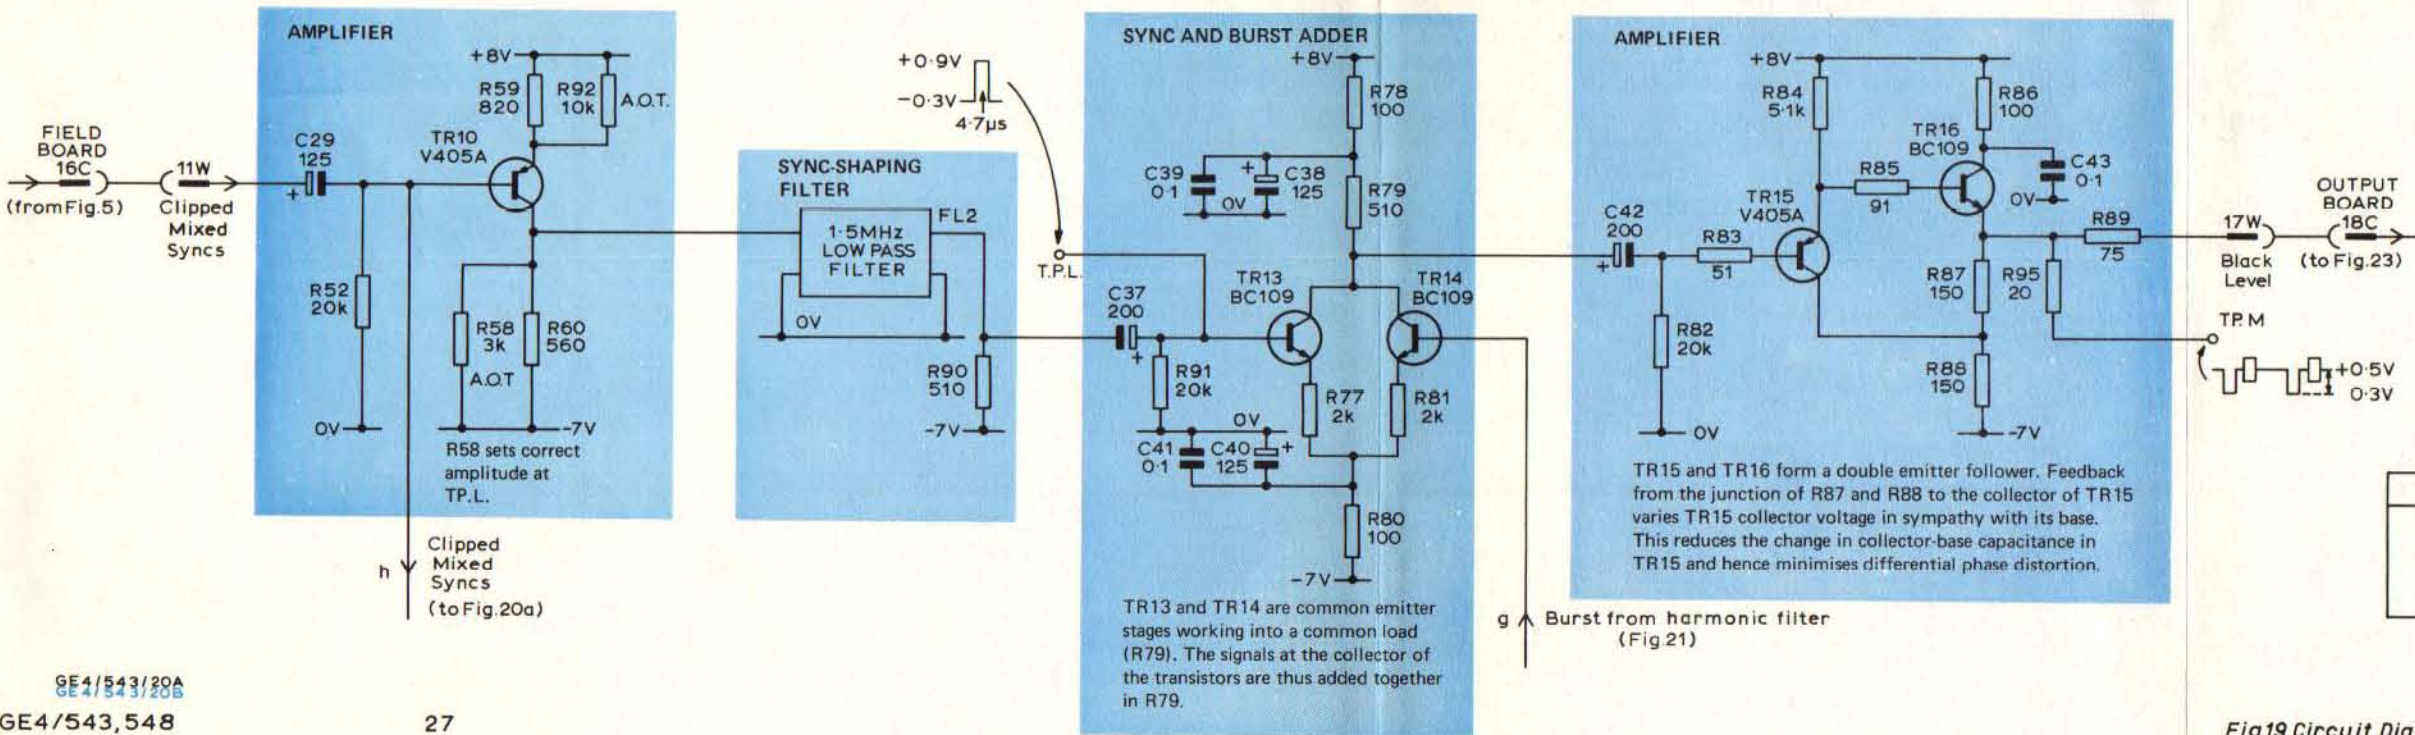 AMPLIFIER
+8V
R59
820
R92
10k
A.O.T.
FIELD
BOARD
16C
(from Fig.5)
11W
Clipped
Mixed
Syncs
C29
125
+
TR10
V405A
R52
20k
R58
3k
A.O.T
R60
560
0V
-7V
R58 sets correct
amplitude at
TP.L.
h
Clipped
Mixed
Syncs
(to Fig.20a)
SYNC-SHAPING
FILTER
1·5MHz
LOW PASS
FILTER
FL2
0V
R90
510
-7V
+0·9V
-0·3V
4·7µs
T.P.L.
SYNC AND BURST ADDER
+8V
R78
100
C39
0·1
+
C38
125
0V
R79
510
TR13
BC109
TR14
BC109
C37
200
+
R91
20k
R77
2k
R81
2k
0V
C41
0·1
C40
125
+
R80
100
-7V
TR13 and TR14 are common emitter
stages working into a common load
(R79). The signals at the collector of
the transistors are thus added together
in R79.
g
Burst from harmonic filter
(Fig.21)
AMPLIFIER
+8V
R84
5·1k
R86
100
TR16
BC109
C43
0·1
0V
R85
91
TR15
V405A
C42
200
+
R83
51
R82
20k
0V
R87
150
R95
20
R89
75
R88
150
-7V
17W
Black
Level
OUTPUT
BOARD
18C
(to Fig.23)
TP.M
+0·5V
0·3V
TR15 and TR16 form a double emitter follower. Feedback
from the junction of R87 and R88 to the collector of TR15
varies TR15 collector voltage in sympathy with its base.
This reduces the change in collector-base capacitance in
TR15 and hence minimises differential phase distortion.
GE4/543/20A
GE4/543/20B
GE4/543,548
27
Fig19 Circuit Dia